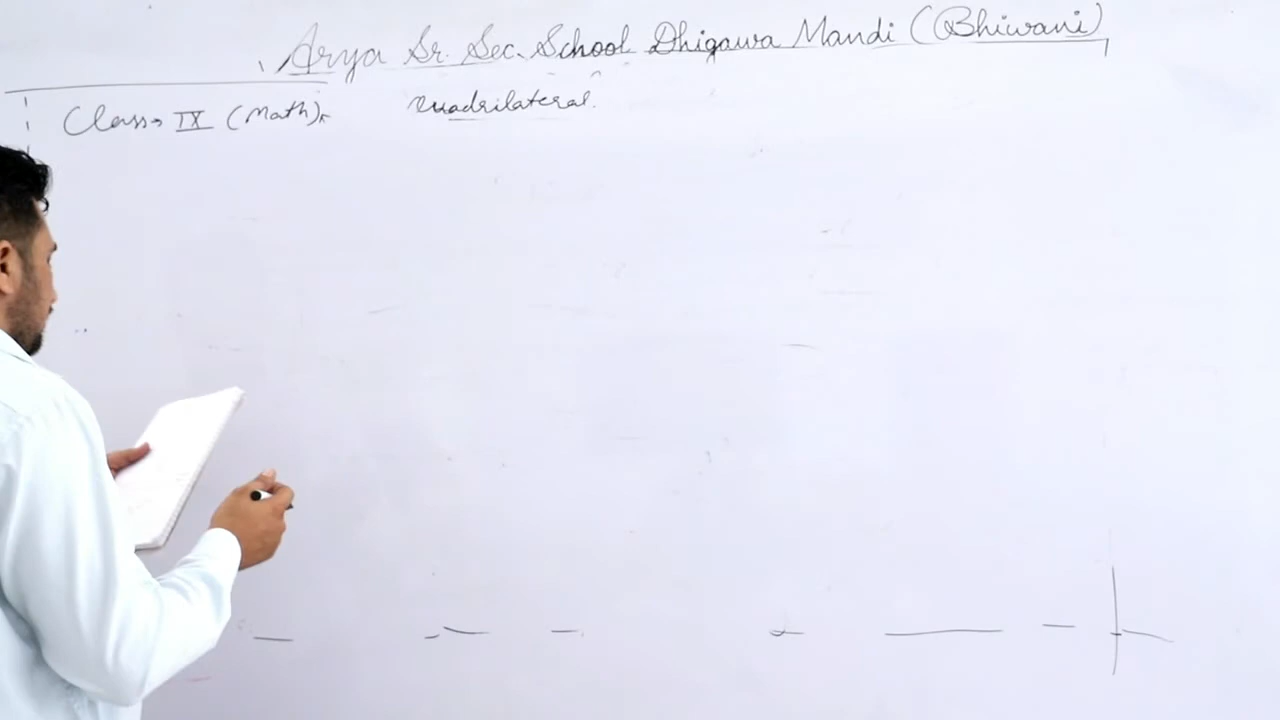 Arya Sr. Sec. School Dhigawa Mandi (Bhiwani)
Class → IX (Math)
Quadrilateral.